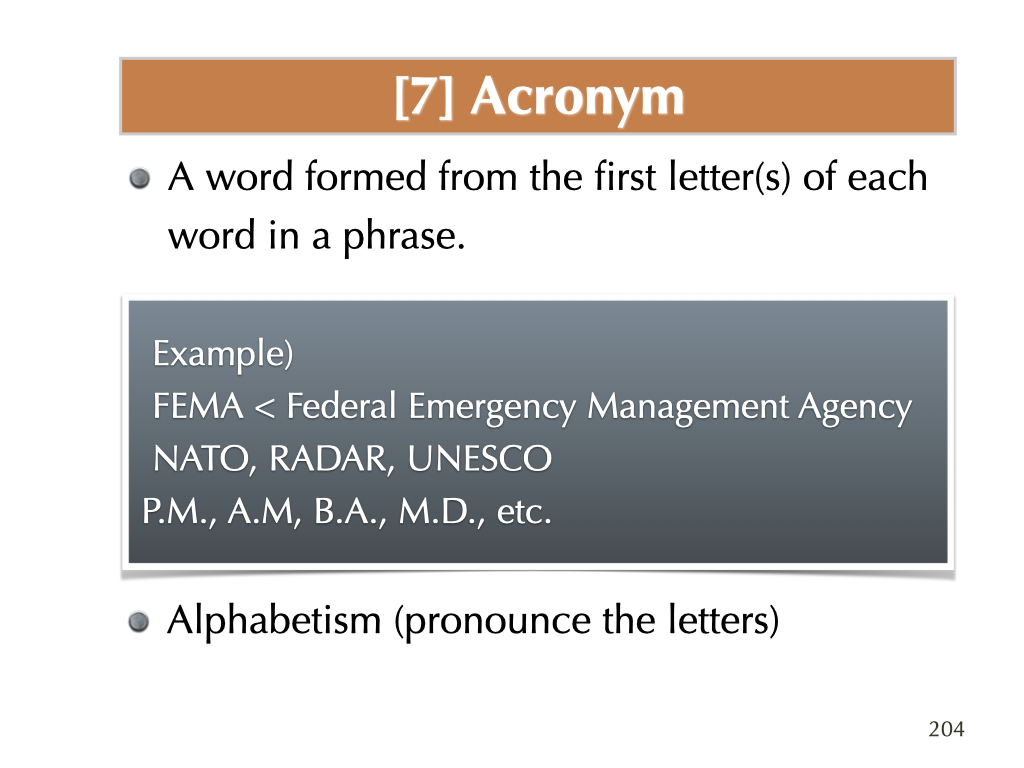 [7] Acronym
A word formed from the first letter(s) of each
word in a phrase.
Example)
FEMA < Federal Emergency Management Agency
NATO, RADAR, UNESCO
P.M., A.M, B.A., M.D., etc.
Alphabetism (pronounce the letters)
204